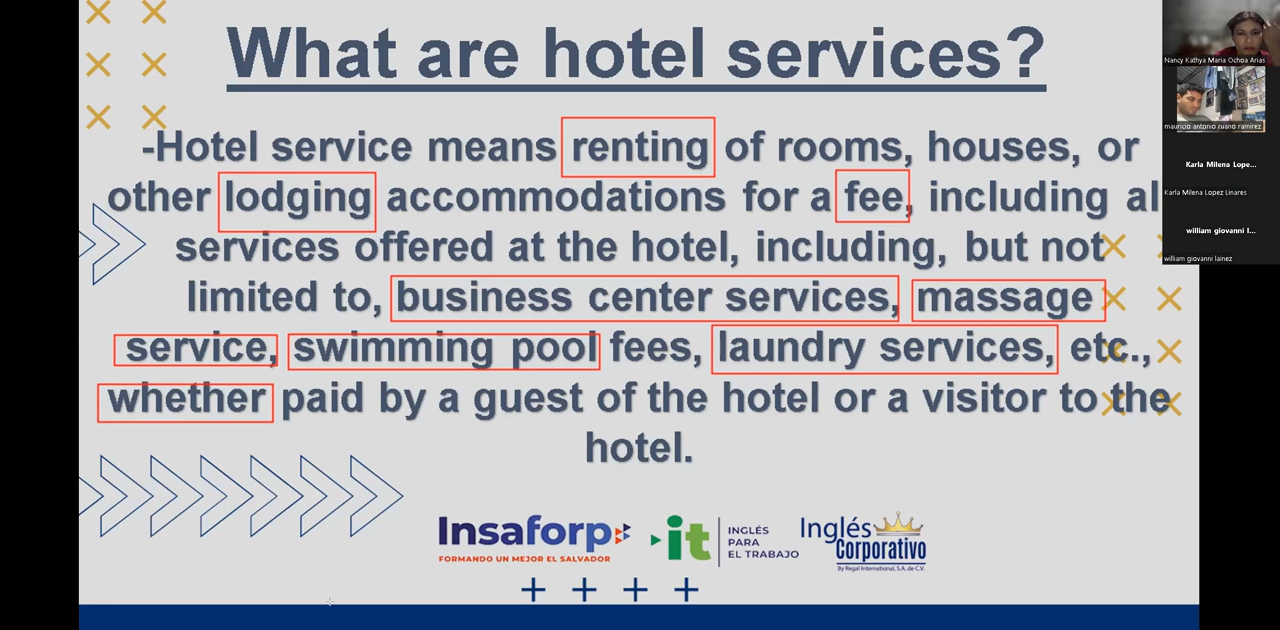 What are hotel services?
-Hotel service means renting of rooms, houses, or
other lodging accommodations for a fee, including al
services offered at the hotel, including, but not
limited to, business center services, massage
service, swimming pool fees, laundry services, etc.,
whether paid by a guest of the hotel or a visitor to the
hotel.
Insaforp
FORMANDO UN MEJOR EL SALVADOR
it
INGLÉS
PARA
EL TRABAJO
Inglés
Corporativo
By Regal International, S.A. de C.V.
Nancy Kathya Maria Ochoa Arias
mauricio antonio ruano ramirez
Karla Milena Lope...
Karla Milena Lopez Linares
william giovanni l...
william giovanni lainez